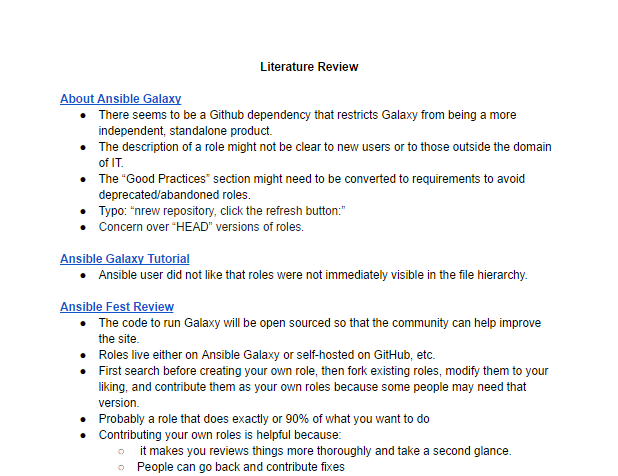 Literature Review
About Ansible Galaxy
● There seems to be a Github dependency that restricts Galaxy from being a more
independent, standalone product.
● The description of a role might not be clear to new users or to those outside the domain
of IT.
● The “Good Practices” section might need to be converted to requirements to avoid
deprecated/abandoned roles.
● Typo: “nrew repository, click the refresh button:”
● Concern over “HEAD” versions of roles.
Ansible Galaxy Tutorial
● Ansible user did not like that roles were not immediately visible in the file hierarchy.
Ansible Fest Review
● The code to run Galaxy will be open sourced so that the community can help improve
the site.
● Roles live either on Ansible Galaxy or self-hosted on GitHub, etc.
● First search before creating your own role, then fork existing roles, modify them to your
liking, and contribute them as your own roles because some people may need that
version.
● Probably a role that does exactly or 90% of what you want to do
● Contributing your own roles is helpful because:
○ it makes you reviews things more thoroughly and take a second glance.
○ People can go back and contribute fixes